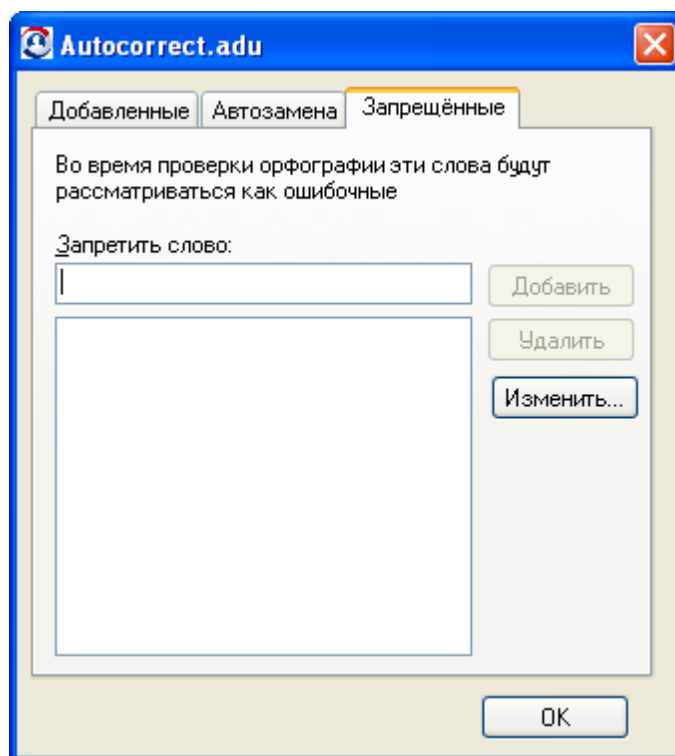 Autocorrect.adu
Добавленные Автозамена Запрещённые
Во время проверки орфографии эти слова будут
рассматриваться как ошибочные
Запретить слово:
Добавить
Удалить
Изменить...
OK